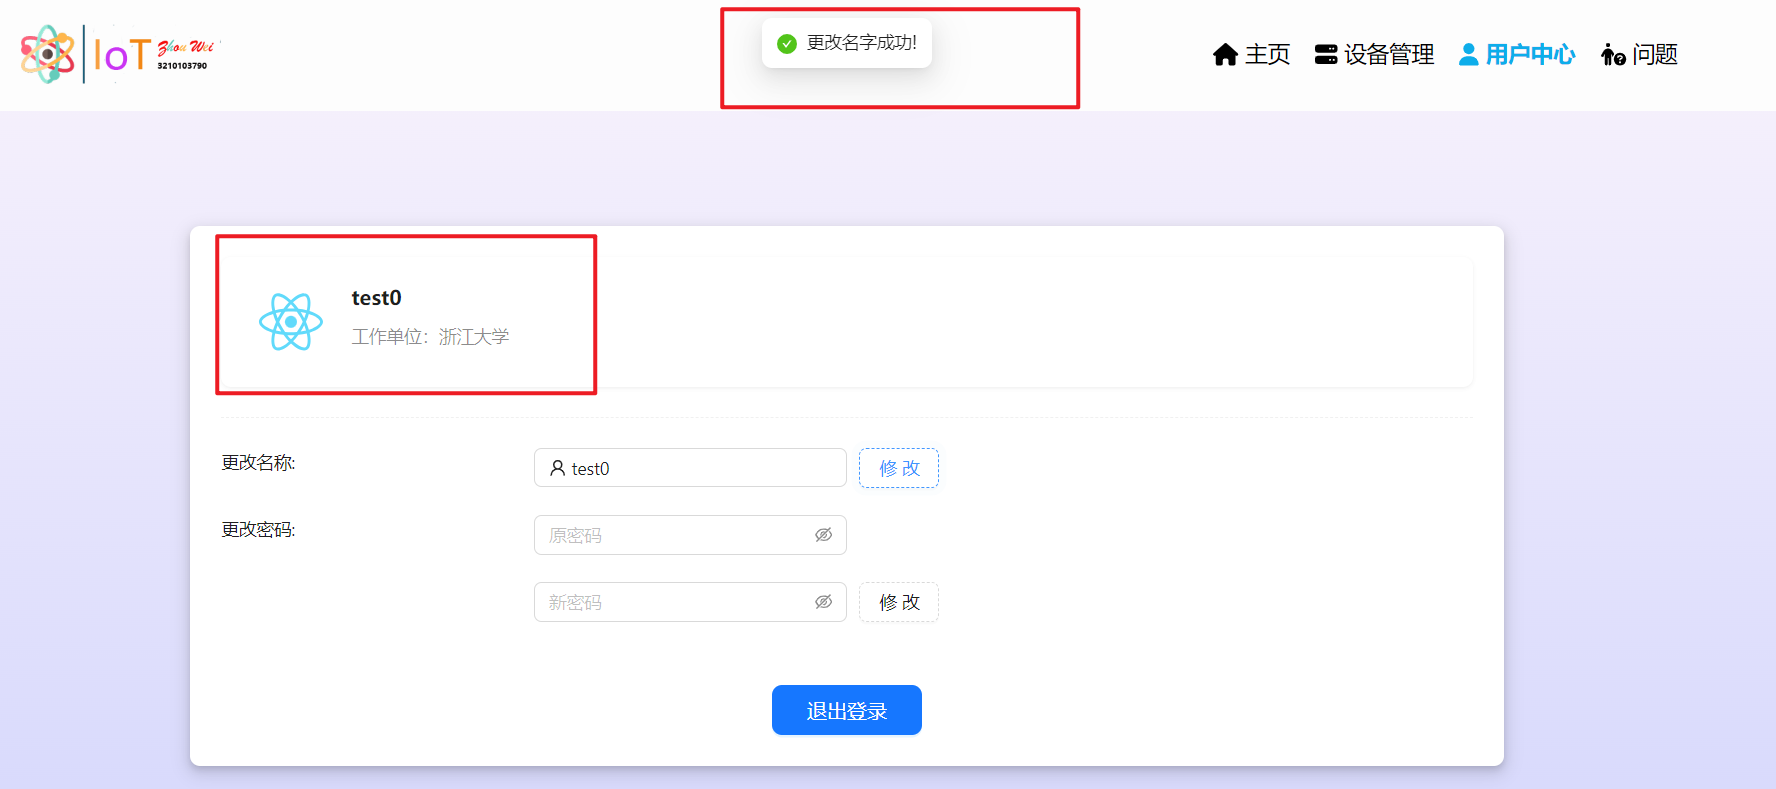 IoT Zhou Wei
3210103790
更改名字成功!
主页 设备管理 用户中心 问题
test0
工作单位：浙江大学
更改名称:
test0
修 改
更改密码:
原密码
新密码
修 改
退出登录